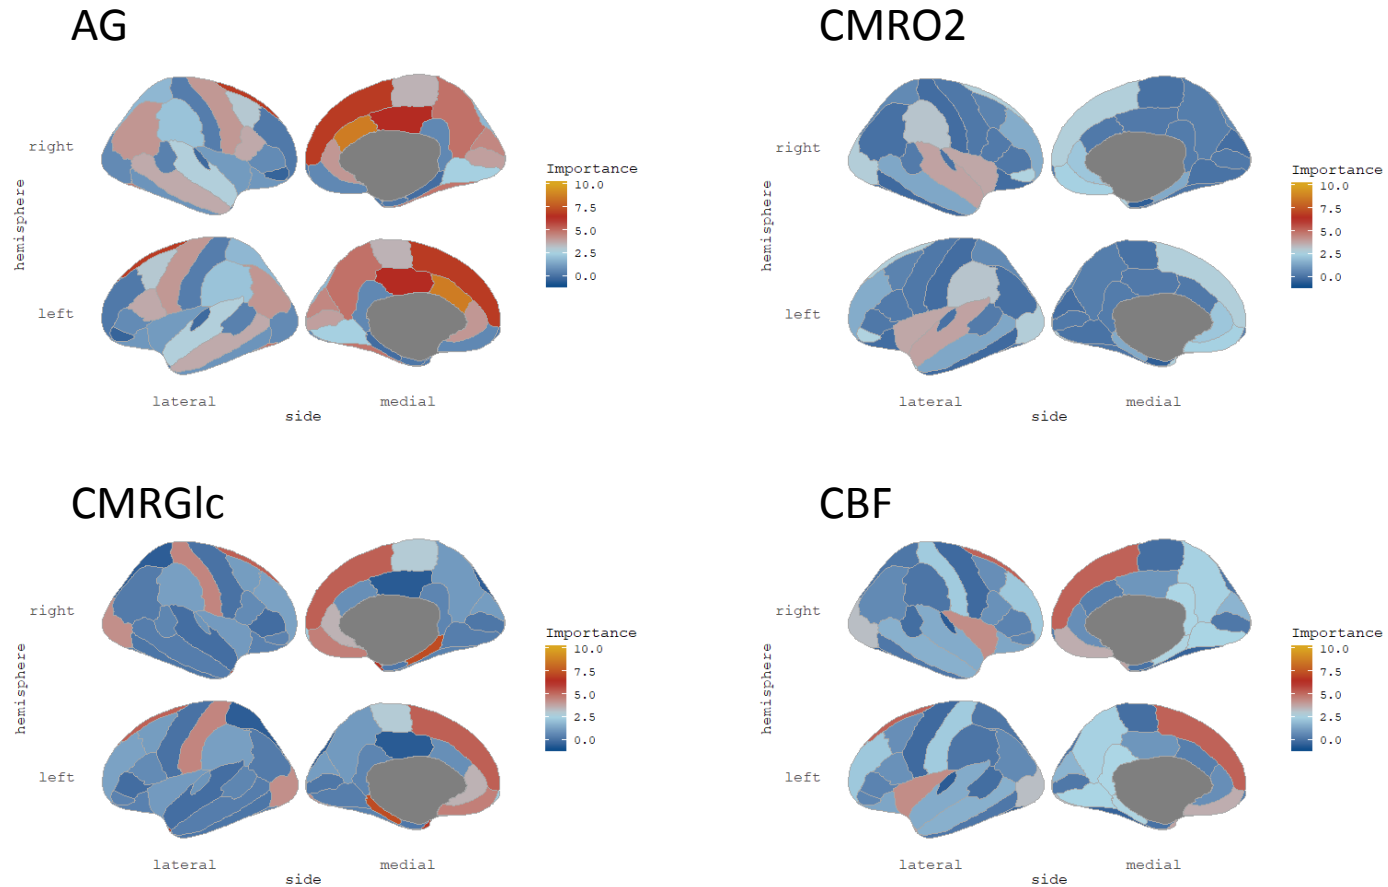 AG
hemisphere
right
left
lateral
medial
side
Importance
10.0
7.5
5.0
2.5
0.0
CMRO2
hemisphere
right
left
lateral
medial
side
Importance
10.0
7.5
5.0
2.5
0.0
CMRGlc
hemisphere
right
left
lateral
medial
side
Importance
10.0
7.5
5.0
2.5
0.0
CBF
hemisphere
right
left
lateral
medial
side
Importance
10.0
7.5
5.0
2.5
0.0